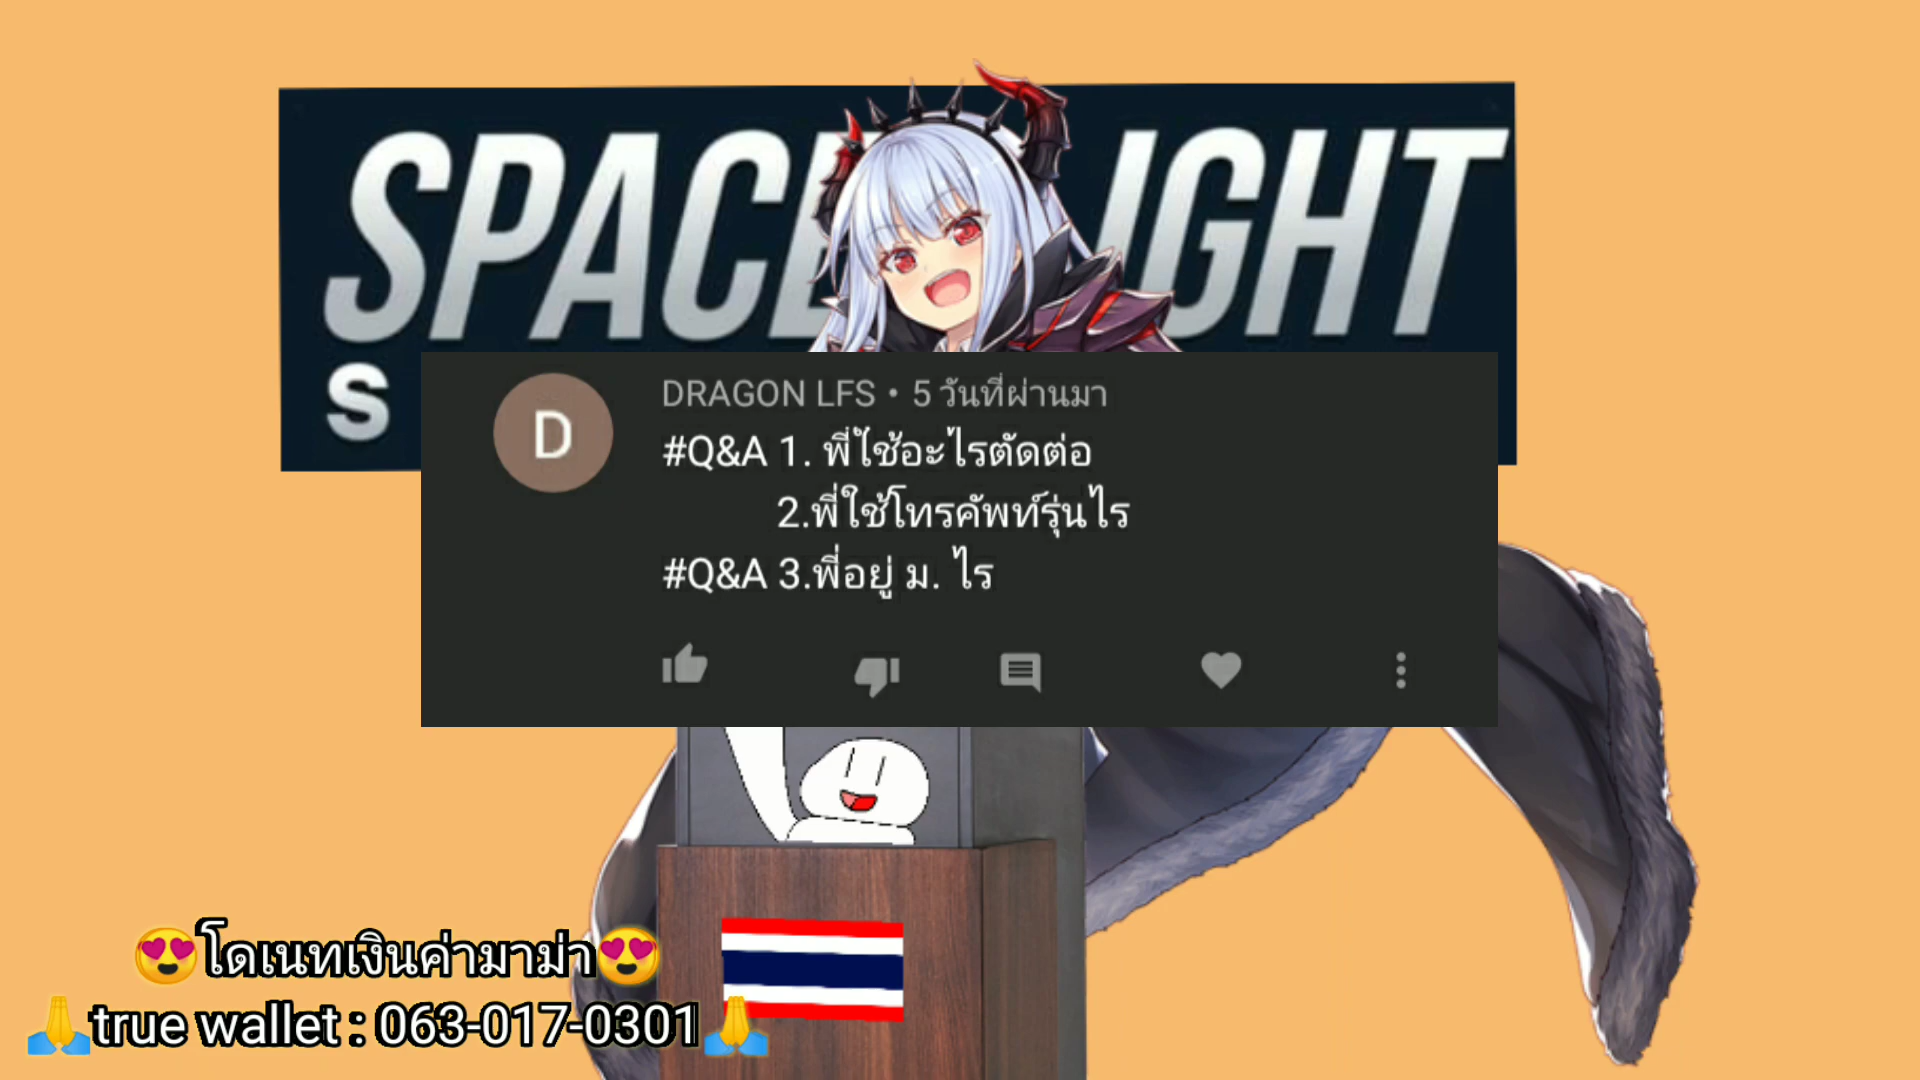 SPACE IGHT
S
D
DRAGON LFS • 5 วันที่ผ่านมา
#Q&A 1. พี่ใช้อะไรตัดต่อ
2.พี่ใช้โทรคัพท์รุ่นไร
#Q&A 3.พี่อยู่ ม. ไร
😍โดเนทเงินค่ามาม่า😍
🙏true wallet : 063-017-0301🙏